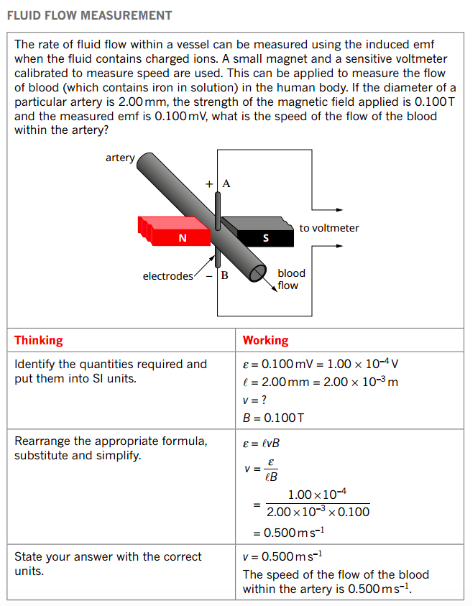 FLUID FLOW MEASUREMENT
The rate of fluid flow within a vessel can be measured using the induced emf
when the fluid contains charged ions. A small magnet and a sensitive voltmeter
calibrated to measure speed are used. This can be applied to measure the flow
of blood (which contains iron in solution) in the human body. If the diameter of a
particular artery is 2.00 mm, the strength of the magnetic field applied is 0.100 T
and the measured emf is 0.100 mV, what is the speed of the flow of the blood
within the artery?
artery
+ A
N
S
to voltmeter
electrodes
– B
blood
flow
Thinking
Working
Identify the quantities required and
put them into SI units.
ε = 0.100 mV = 1.00 × 10⁻⁴ V
ℓ = 2.00 mm = 2.00 × 10⁻³ m
v = ?
B = 0.100 T
Rearrange the appropriate formula,
substitute and simplify.
ε = ℓvB
v = ε/ℓB
= 1.00 × 10⁻⁴/2.00 × 10⁻³ × 0.100
= 0.500 m s⁻¹
State your answer with the correct
units.
v = 0.500 m s⁻¹
The speed of the flow of the blood
within the artery is 0.500 m s⁻¹.